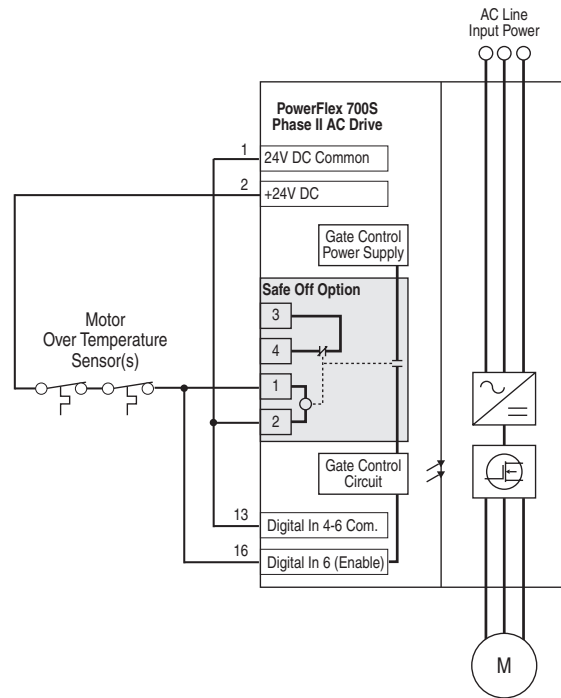 AC Line
Input Power
PowerFlex 700S
Phase II AC Drive
1
24V DC Common
2
+24V DC
Gate Control
Power Supply
Safe Off Option
3
4
1
2
Motor
Over Temperature
Sensor(s)
Gate Control
Circuit
13
Digital In 4-6 Com.
16
Digital In 6 (Enable)
M